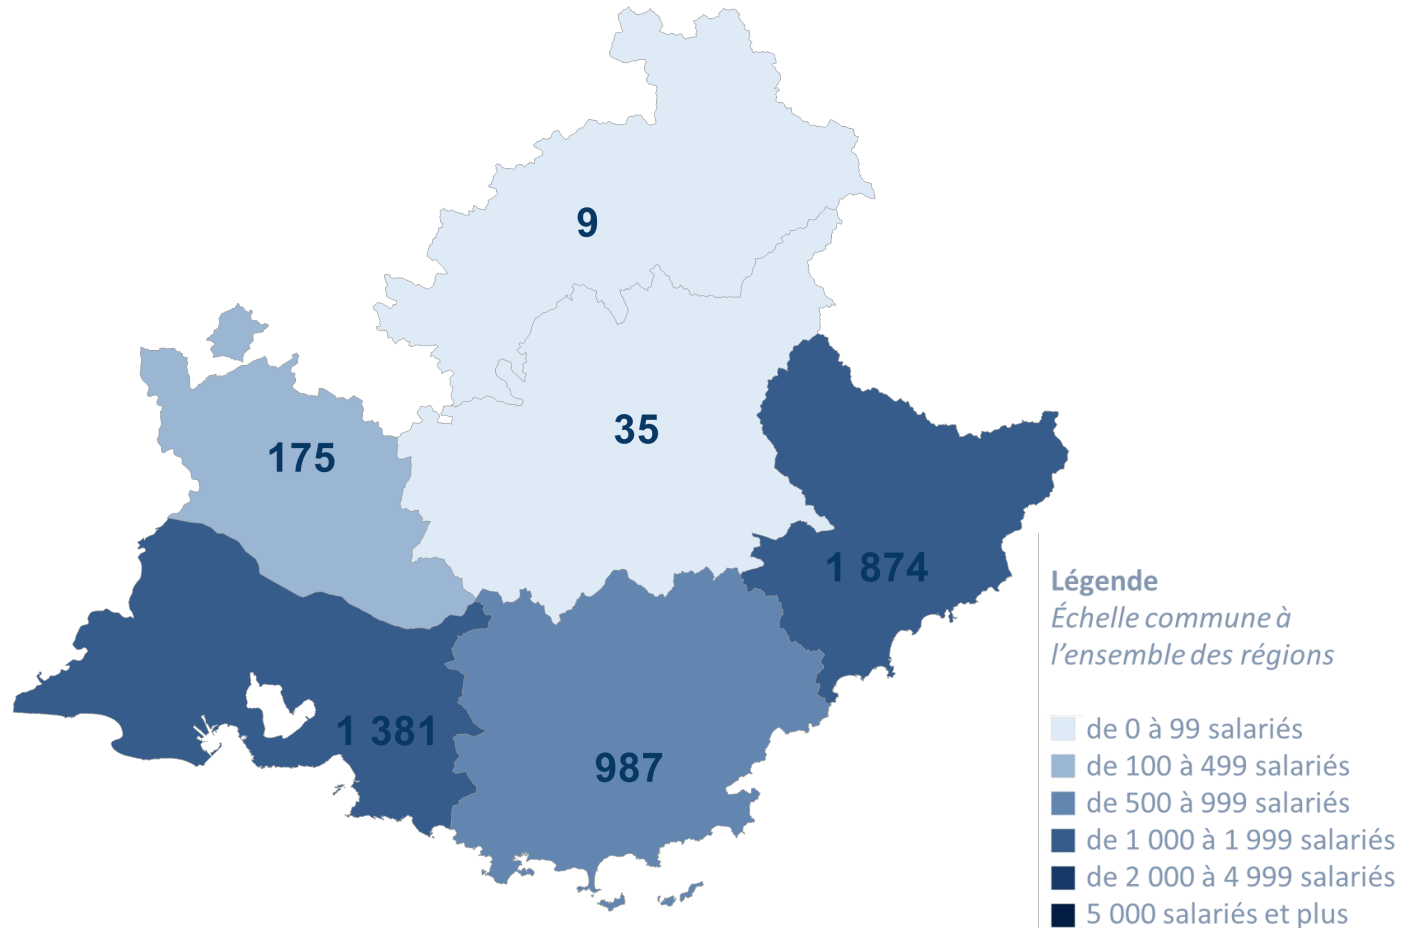 9
35
175
1 874
1 381
987
Légende
Échelle commune à
l'ensemble des régions
de 0 à 99 salariés
de 100 à 499 salariés
de 500 à 999 salariés
de 1 000 à 1 999 salariés
de 2 000 à 4 999 salariés
5 000 salariés et plus